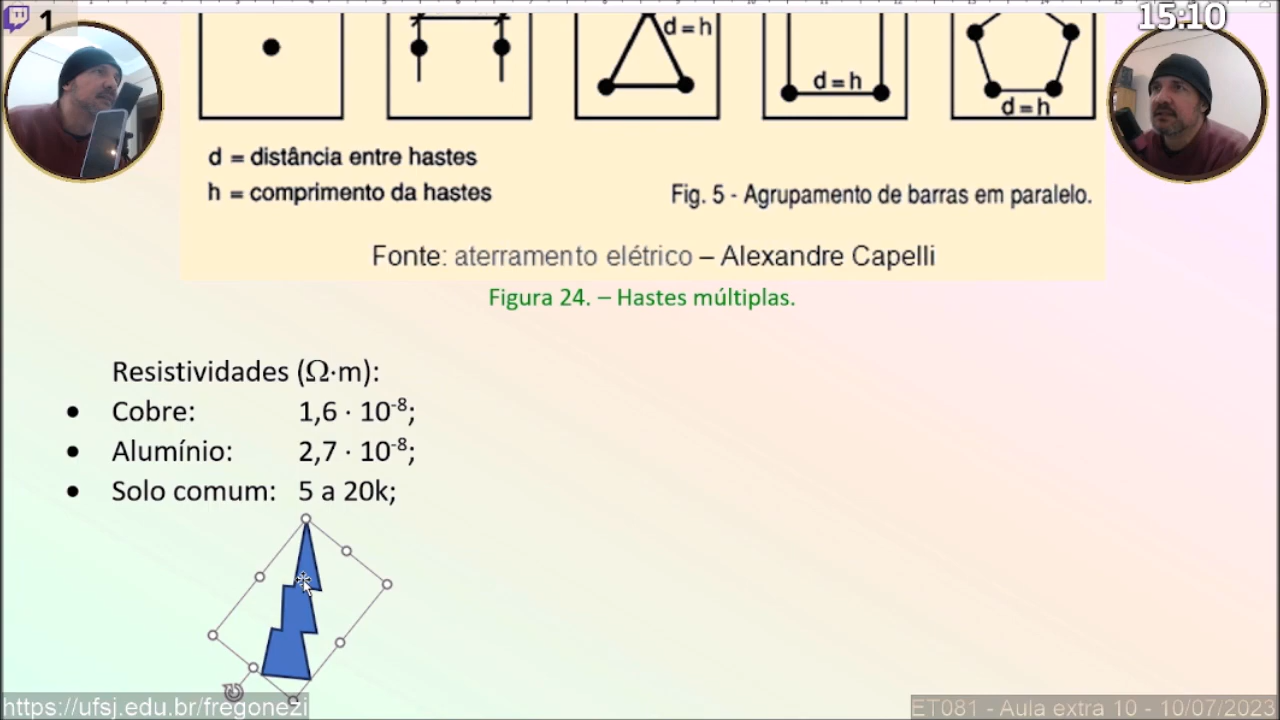 1
15:10
d=h
d=h
d=h
d = distância entre hastes
h = comprimento da hastes
Fig. 5 - Agrupamento de barras em paralelo.
Fonte: aterramento elétrico – Alexandre Capelli
Figura 24. – Hastes múltiplas.
Resistividades (Ω·m):
• Cobre: 1,6 · 10⁻⁸;
• Alumínio: 2,7 · 10⁻⁸;
• Solo comum: 5 a 20k;
https://ufsj.edu.br/fregonezi
ET081 - Aula extra 10 - 10/07/2023